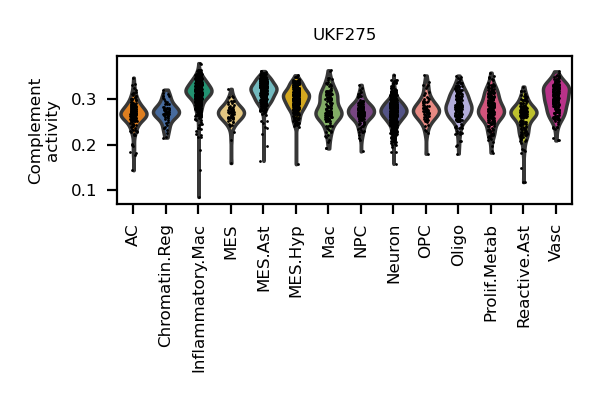 UKF275
Complement
activity
0.3
0.2
0.1
AC
Chromatin.Reg
Inflammatory.Mac
MES
MES.Ast
MES.Hyp
Mac
NPC
Neuron
OPC
Oligo
Prolif.Metab
Reactive.Ast
Vasc